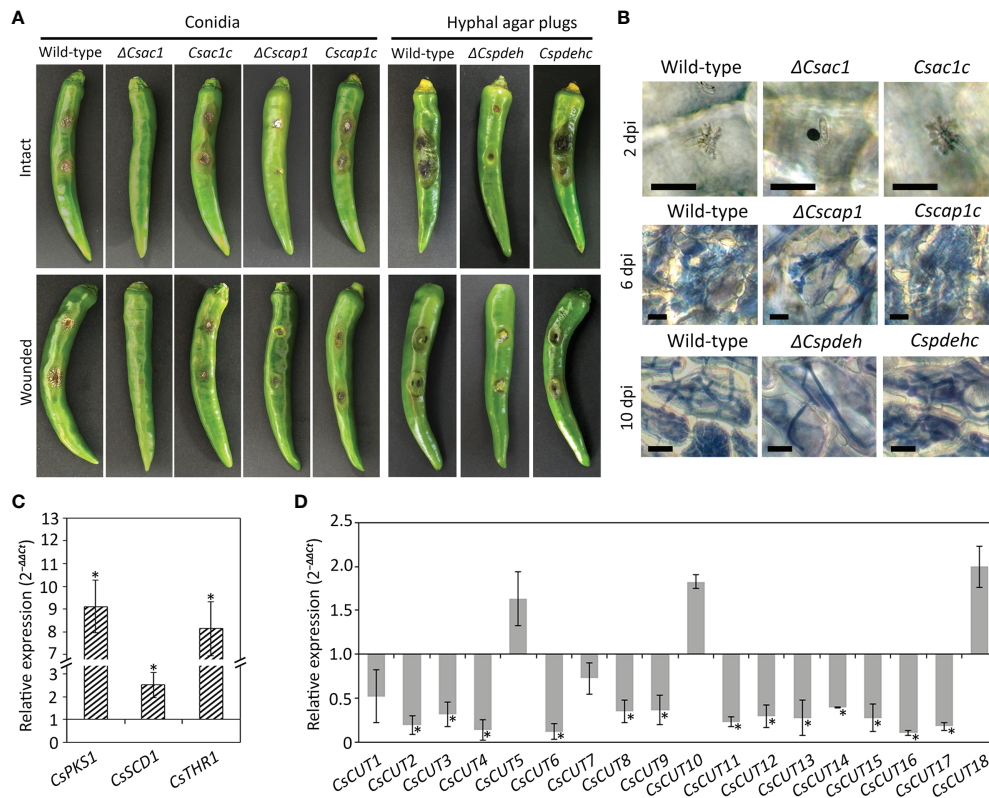 A
Conidia
Hyphal agar plugs
Wild-type ΔCsac1 Csac1c ΔCscap1 Cscap1c Wild-type ΔCspdeh Cspdehc
Intact
Wounded
B
Wild-type ΔCsac1 Csac1c
2 dpi
Wild-type ΔCscap1 Cscap1c
6 dpi
Wild-type ΔCspdeh Cspdehc
10 dpi
C
Relative expression (2^−ΔΔCt)
13
12
11
10
9
8
7
3
2
1
0
* * *
CsPKS1 CsSCD1 CsTHR1
D
Relative expression (2^−ΔΔCt)
2.5
2.0
1.5
1.0
0.5
0
* * * * * * * * * * * * *
CsCUT1 CsCUT2 CsCUT3 CsCUT4 CsCUT5 CsCUT6 CsCUT7 CsCUT8 CsCUT9 CsCUT10 CsCUT11 CsCUT12 CsCUT13 CsCUT14 CsCUT15 CsCUT16 CsCUT17 CsCUT18